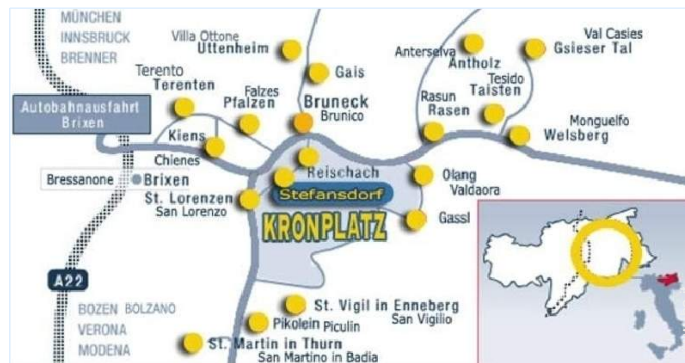 MÜNCHEN
INNSBRUCK
BRENNER
Villa Ottone
Uttenheim
Gais
Anterselva
Antholz
Val Casies
Gsieser Tal
Terento
Terenten
Falzes
Pfalzen
Bruneck
Brunico
Rasun
Rasen
Tesido
Taisten
Monguelfo
Welsberg
Autobahnausfahrt
Brixen
Kiens
Chienes
Bressanone
Brixen
Reischach
Stefansdorf
Olang
Valdaora
St. Lorenzen
San Lorenzo
KRONPLATZ
Gassl
A22
BOZEN BOLZANO
VERONA
MODENA
St. Vigil in Enneberg
San Vigilio
Pikolein Piculin
St. Martin in Thurn
San Martino in Badia